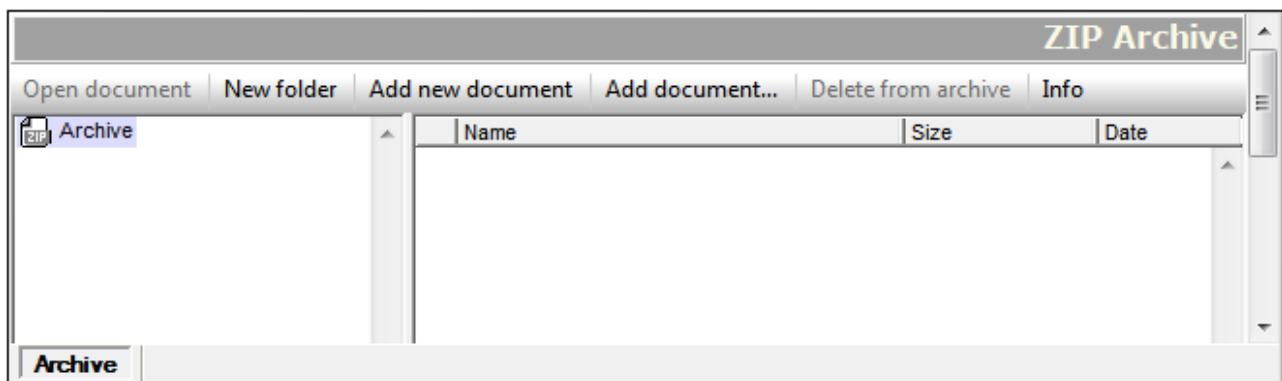 ZIP Archive
Open document New folder Add new document Add document... Delete from archive Info
ZIP Archive Name Size Date
Archive